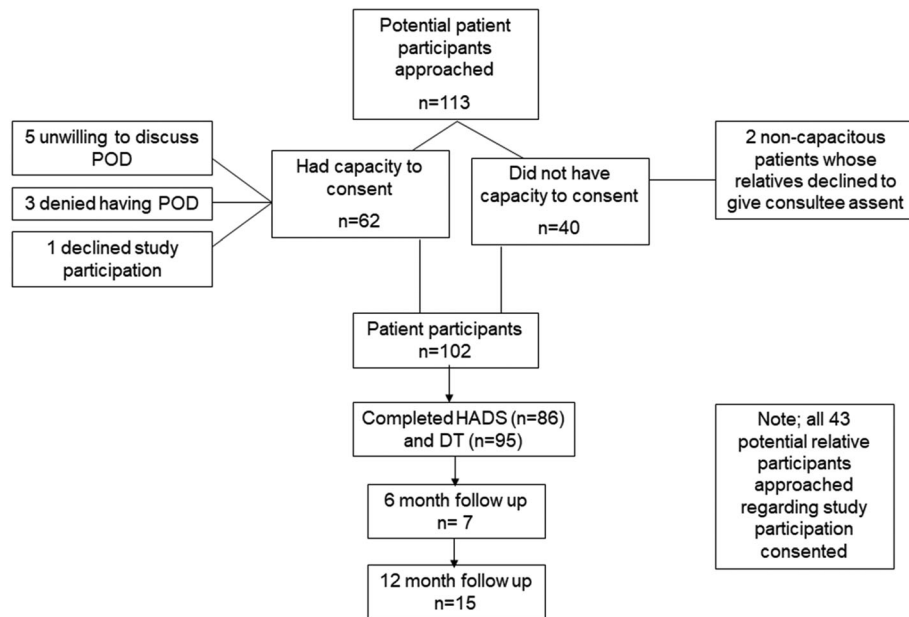 Potential patient
participants
approached
n=113
5 unwilling to discuss
POD
3 denied having POD
1 declined study
participation
Had capacity to
consent
n=62
Did not have
capacity to consent
n=40
2 non-capacitous
patients whose
relatives declined to
give consultee assent
Patient participants
n=102
Completed HADS (n=86)
and DT (n=95)
6 month follow up
n= 7
12 month follow up
n=15
Note; all 43
potential relative
participants
approached
regarding study
participation
consented